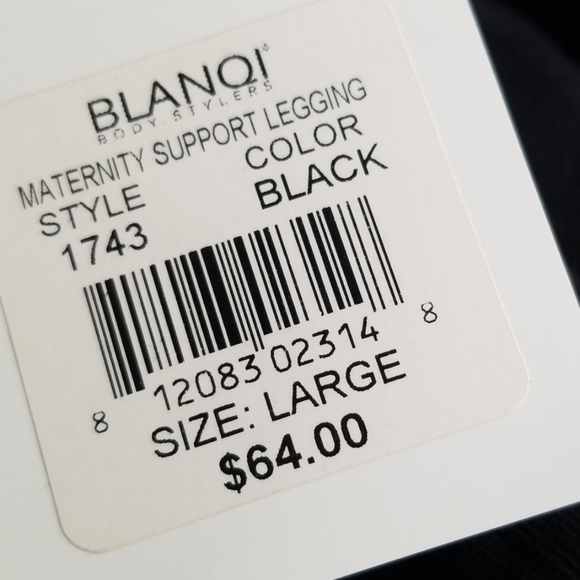 BLANQI
BODY.STYLERS
MATERNITY SUPPORT LEGGING
STYLE COLOR
1743 BLACK
8 12083 02314 8
SIZE: LARGE
$64.00